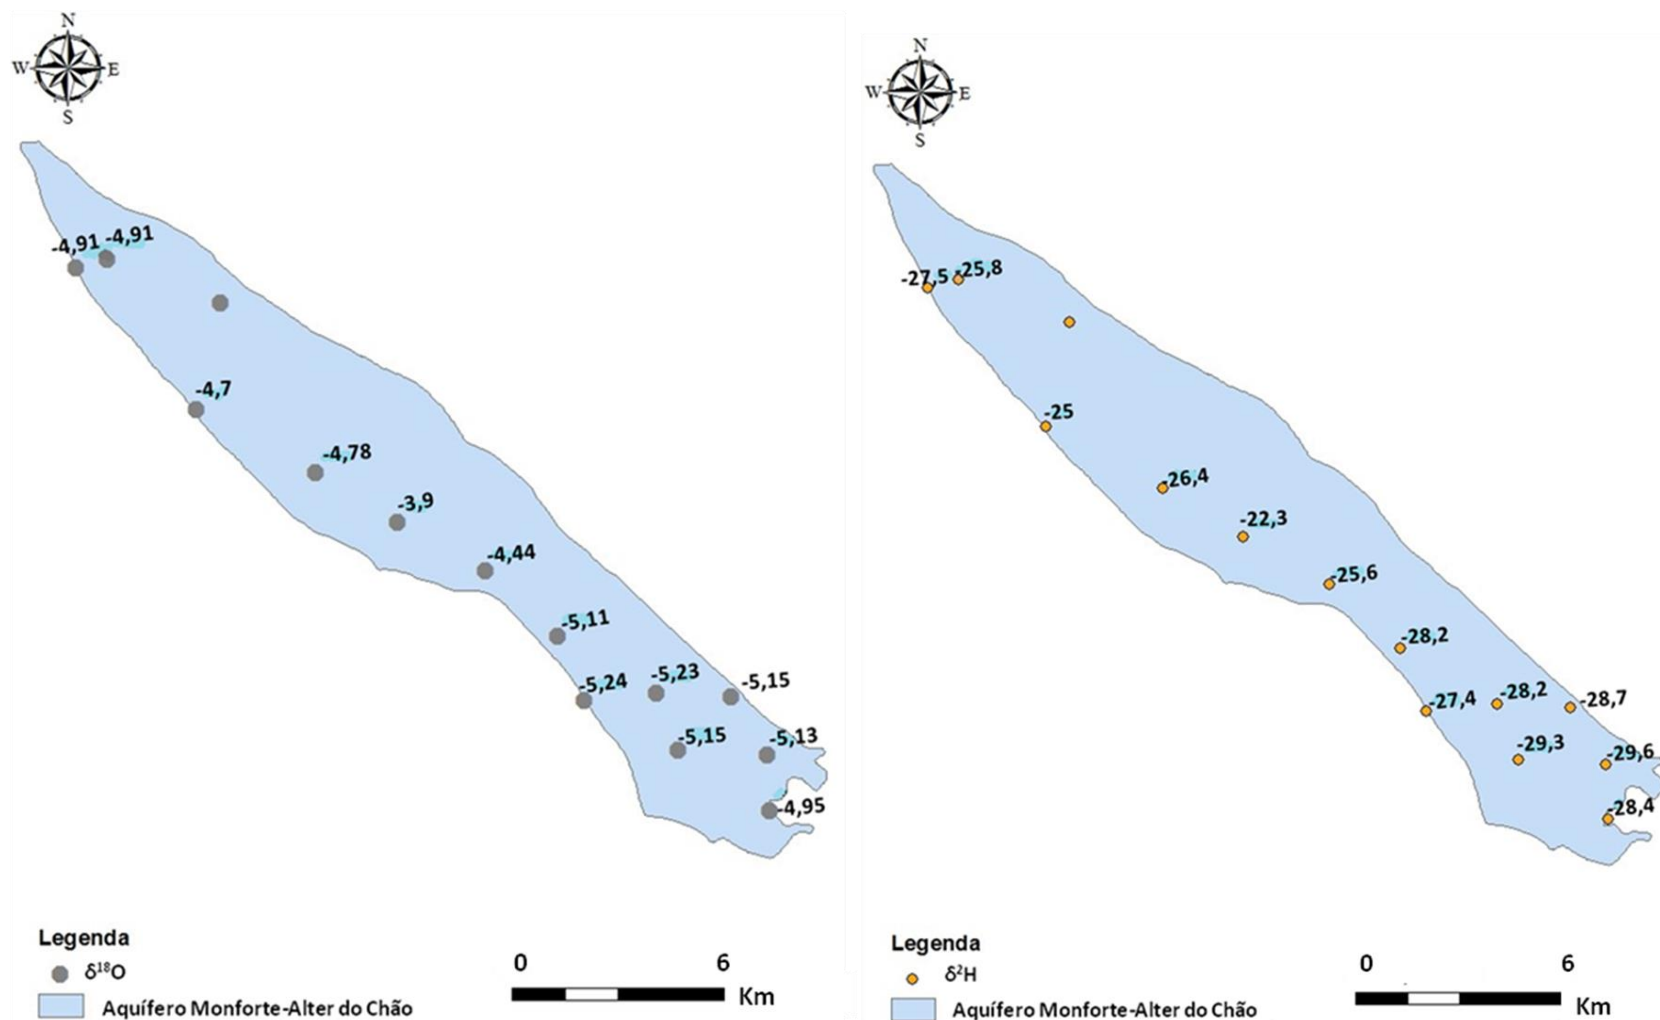 N
W E
S
-4,91 -4,91
-4,7
-4,78
-3,9
-4,44
-5,11
-5,24
-5,23
-5,15
-5,15
-5,13
-4,95
Legenda
δ¹⁸O
Aquífero Monforte-Alter do Chão
0 6
Km
N
W E
S
-27,5 -25,8
-25
-26,4
-22,3
-25,6
-28,2
-27,4
-28,2
-28,7
-29,3
-29,6
-28,4
Legenda
δ²H
Aquífero Monforte-Alter do Chão
0 6
Km